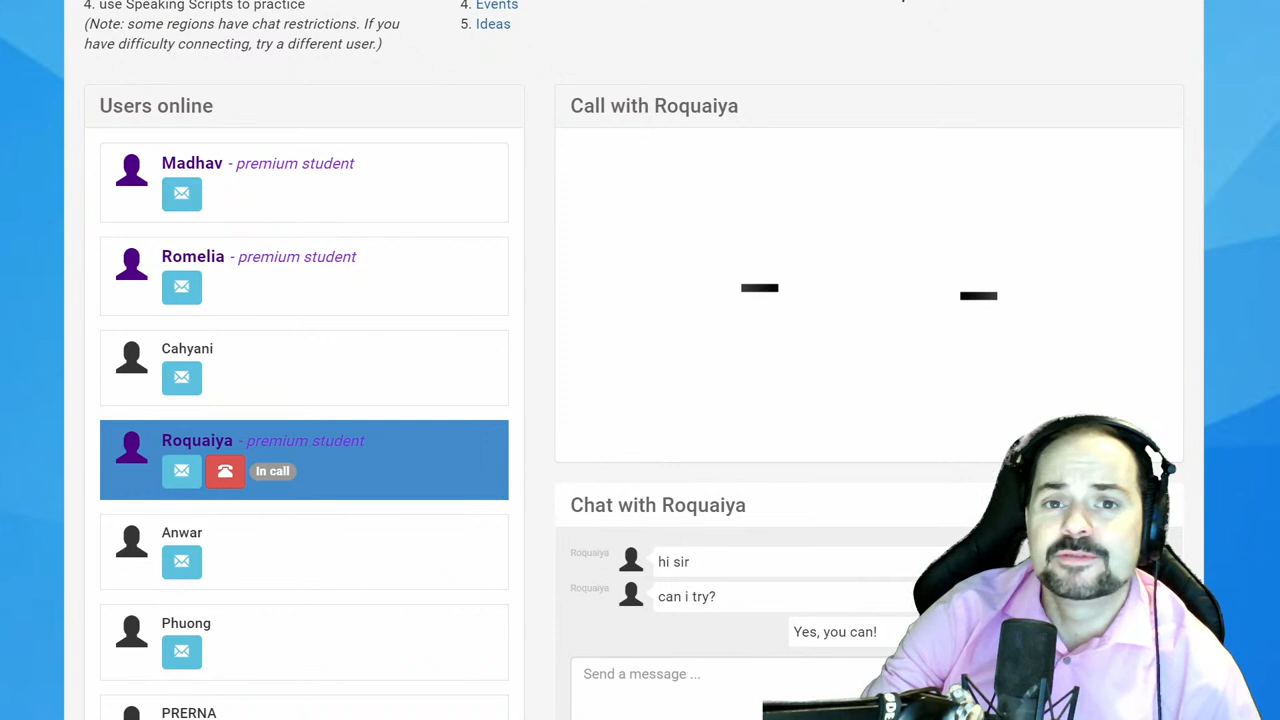 4. use Speaking Scripts to practice
(Note: some regions have chat restrictions. If you
have difficulty connecting, try a different user.)
4. Events
5. Ideas
Users online
Madhav - premium student
Romelia - premium student
Cahyani
Roquaiya - premium student
In call
Anwar
Phuong
PRERNA
Call with Roquaiya
Chat with Roquaiya
Roquaiya
hi sir
Roquaiya
can i try?
Yes, you can!
Send a message ...